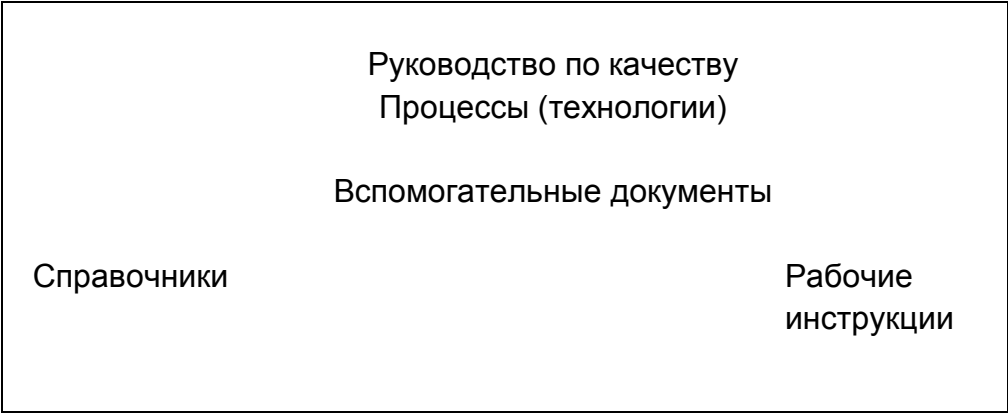 Руководство по качеству
Процессы (технологии)
Вспомогательные документы
Справочники
Рабочие
инструкции